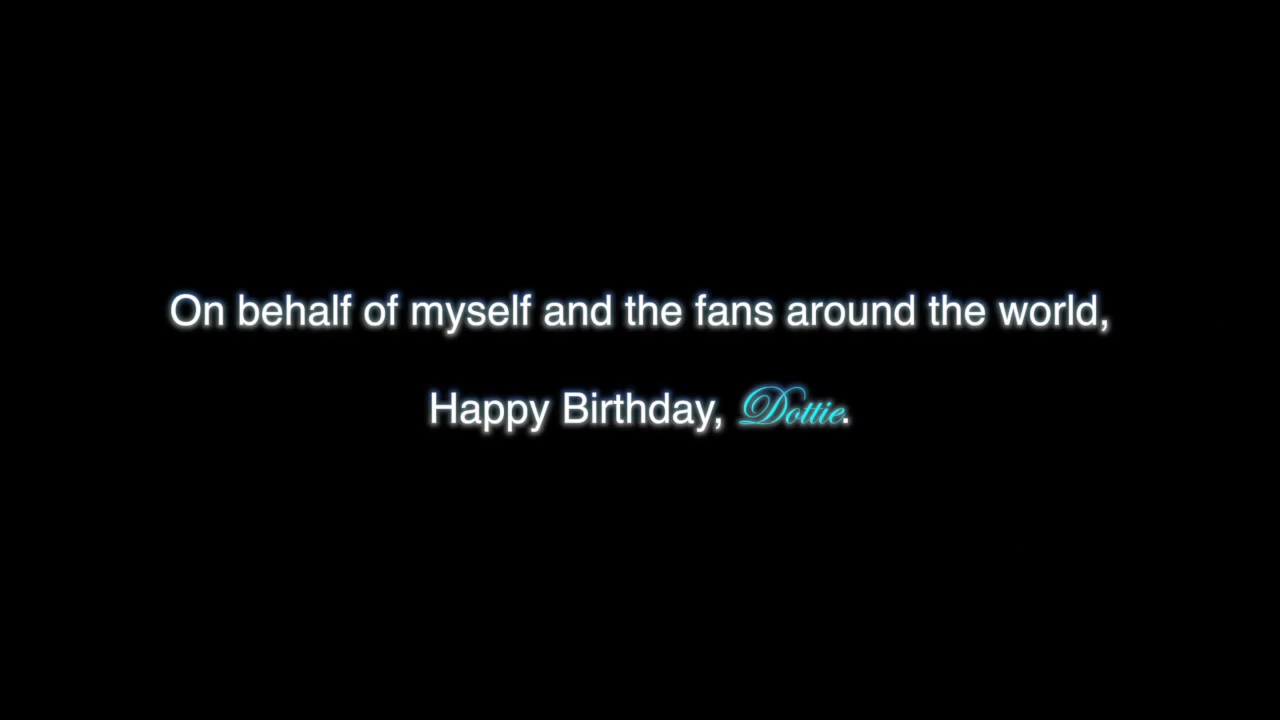 On behalf of myself and the fans around the world,
Happy Birthday, Dottie.